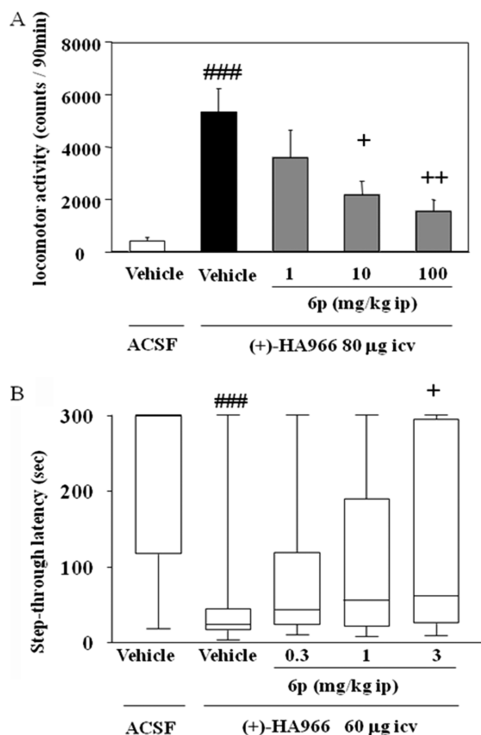 A
locomotor activity (counts / 90min)
8000
6000
4000
2000
0
###
+
++
Vehicle Vehicle 1 10 100
6p (mg/kg ip)
ACSF (+)-HA966 80 µg icv
B
Step-through latency (sec)
300
200
100
0
###
+
Vehicle Vehicle 0.3 1 3
6p (mg/kg ip)
ACSF (+)-HA966 60 µg icv